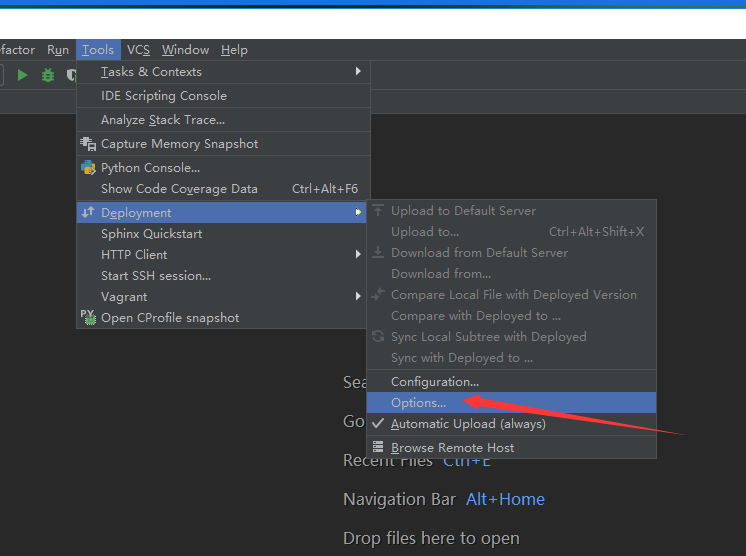 efactor Run Tools VCS Window Help
Tasks & Contexts
IDE Scripting Console
Analyze Stack Trace...
Capture Memory Snapshot
Python Console...
Show Code Coverage Data Ctrl+Alt+F6
Deployment
Sphinx Quickstart
HTTP Client
Start SSH session...
Vagrant
Open CProfile snapshot
Upload to Default Server
Upload to... Ctrl+Alt+Shift+X
Download from Default Server
Download from...
Compare Local File with Deployed Version
Compare with Deployed to ...
Sync Local Subtree with Deployed
Sync with Deployed to ...
Configuration...
Options...
Automatic Upload (always)
Browse Remote Host
Sea
Go
Recent Files Ctrl+E
Navigation Bar Alt+Home
Drop files here to open